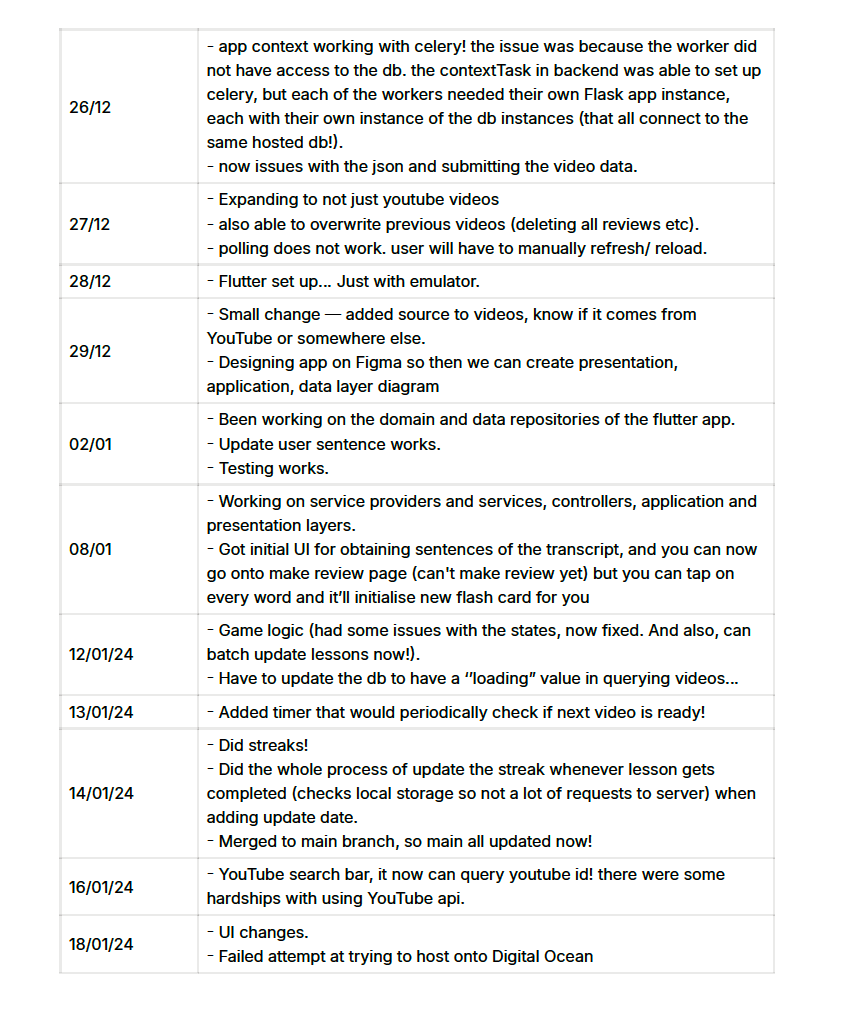 26/12
- app context working with celery! the issue was because the worker did
not have access to the db. the contextTask in backend was able to set up
celery, but each of the workers needed their own Flask app instance,
each with their own instance of the db instances (that all connect to the
same hosted db!).
- now issues with the json and submitting the video data.
27/12
- Expanding to not just youtube videos
- also able to overwrite previous videos (deleting all reviews etc).
- polling does not work. user will have to manually refresh/ reload.
28/12
- Flutter set up... Just with emulator.
29/12
- Small change — added source to videos, know if it comes from
YouTube or somewhere else.
- Designing app on Figma so then we can create presentation,
application, data layer diagram
02/01
- Been working on the domain and data repositories of the flutter app.
- Update user sentence works.
- Testing works.
08/01
- Working on service providers and services, controllers, application and
presentation layers.
- Got initial UI for obtaining sentences of the transcript, and you can now
go onto make review page (can't make review yet) but you can tap on
every word and it’ll initialise new flash card for you
12/01/24
- Game logic (had some issues with the states, now fixed. And also, can
batch update lessons now!).
- Have to update the db to have a “loading” value in querying videos...
13/01/24
- Added timer that would periodically check if next video is ready!
14/01/24
- Did streaks!
- Did the whole process of update the streak whenever lesson gets
completed (checks local storage so not a lot of requests to server) when
adding update date.
- Merged to main branch, so main all updated now!
16/01/24
- YouTube search bar, it now can query youtube id! there were some
hardships with using YouTube api.
18/01/24
- UI changes.
- Failed attempt at trying to host onto Digital Ocean